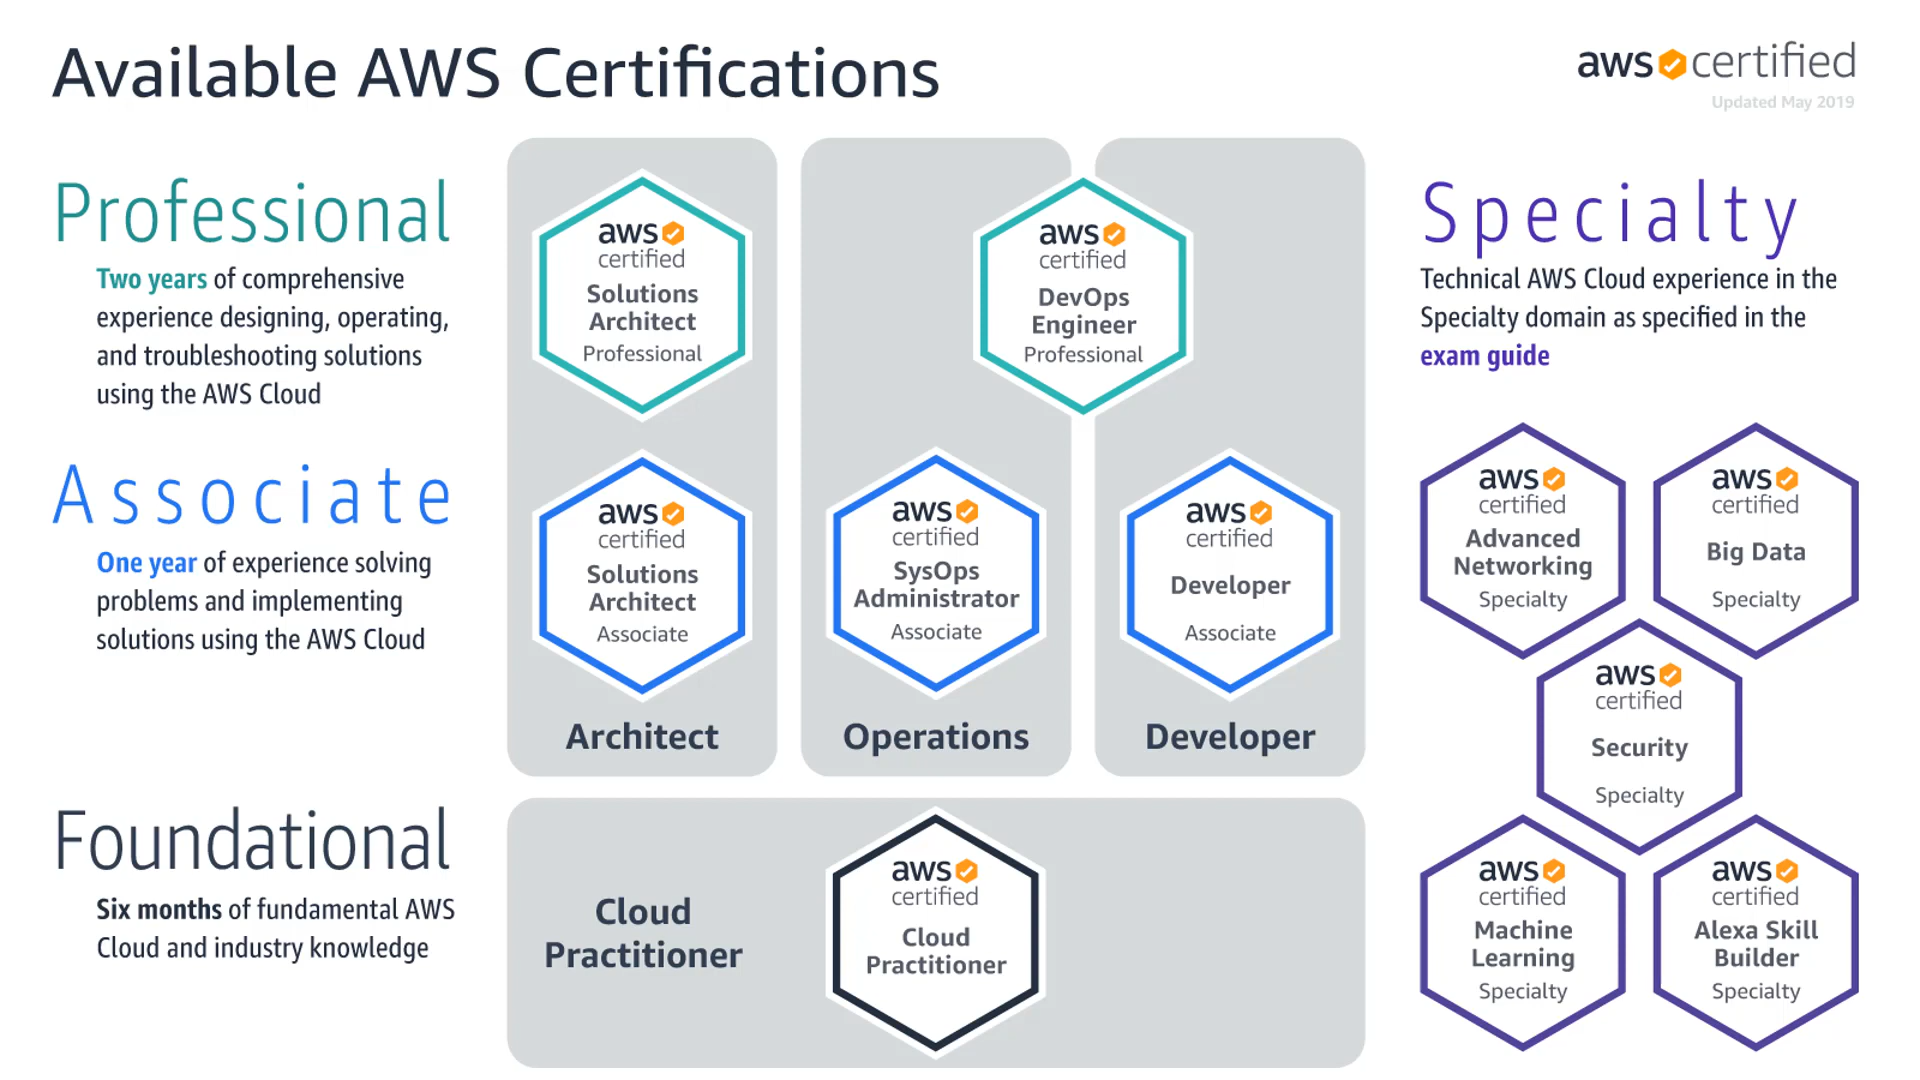 Available AWS Certifications
aws certified
Updated May 2019
Professional
Two years of comprehensive
experience designing, operating,
and troubleshooting solutions
using the AWS Cloud
aws
certified
Solutions
Architect
Professional
aws
certified
DevOps
Engineer
Professional
Associate
One year of experience solving
problems and implementing
solutions using the AWS Cloud
aws
certified
Solutions
Architect
Associate
aws
certified
SysOps
Administrator
Associate
aws
certified
Developer
Associate
Architect
Operations
Developer
Foundational
Six months of fundamental AWS
Cloud and industry knowledge
Cloud
Practitioner
aws
certified
Cloud
Practitioner
Specialty
Technical AWS Cloud experience in the
Specialty domain as specified in the
exam guide
aws
certified
Advanced
Networking
Specialty
aws
certified
Big Data
Specialty
aws
certified
Security
Specialty
aws
certified
Machine
Learning
Specialty
aws
certified
Alexa Skill
Builder
Specialty